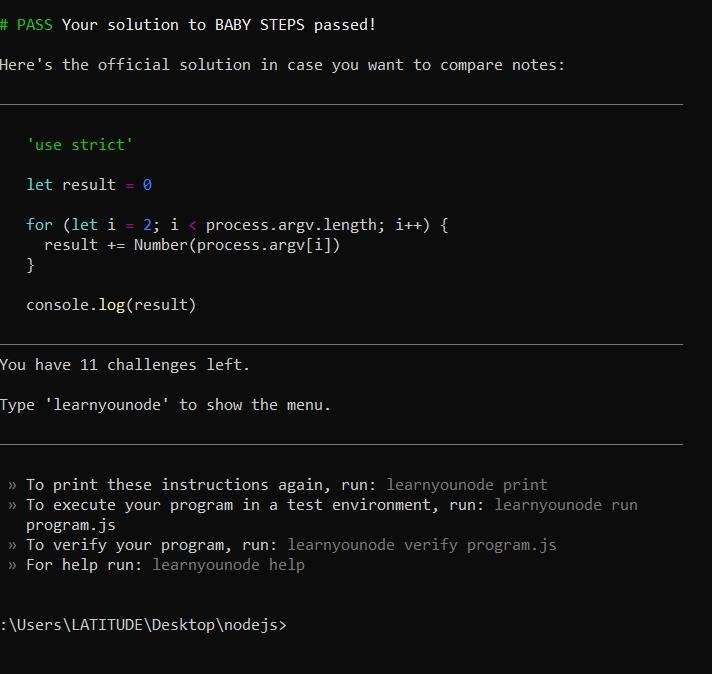 # PASS Your solution to BABY STEPS passed!
Here's the official solution in case you want to compare notes:
'use strict'
let result = 0
for (let i = 2; i < process.argv.length; i++) {
  result += Number(process.argv[i])
}
console.log(result)
You have 11 challenges left.
Type 'learnyounode' to show the menu.
» To print these instructions again, run: learnyounode print
» To execute your program in a test environment, run: learnyounode run
program.js
» To verify your program, run: learnyounode verify program.js
» For help run: learnyounode help
:\Users\LATITUDE\Desktop\nodejs>